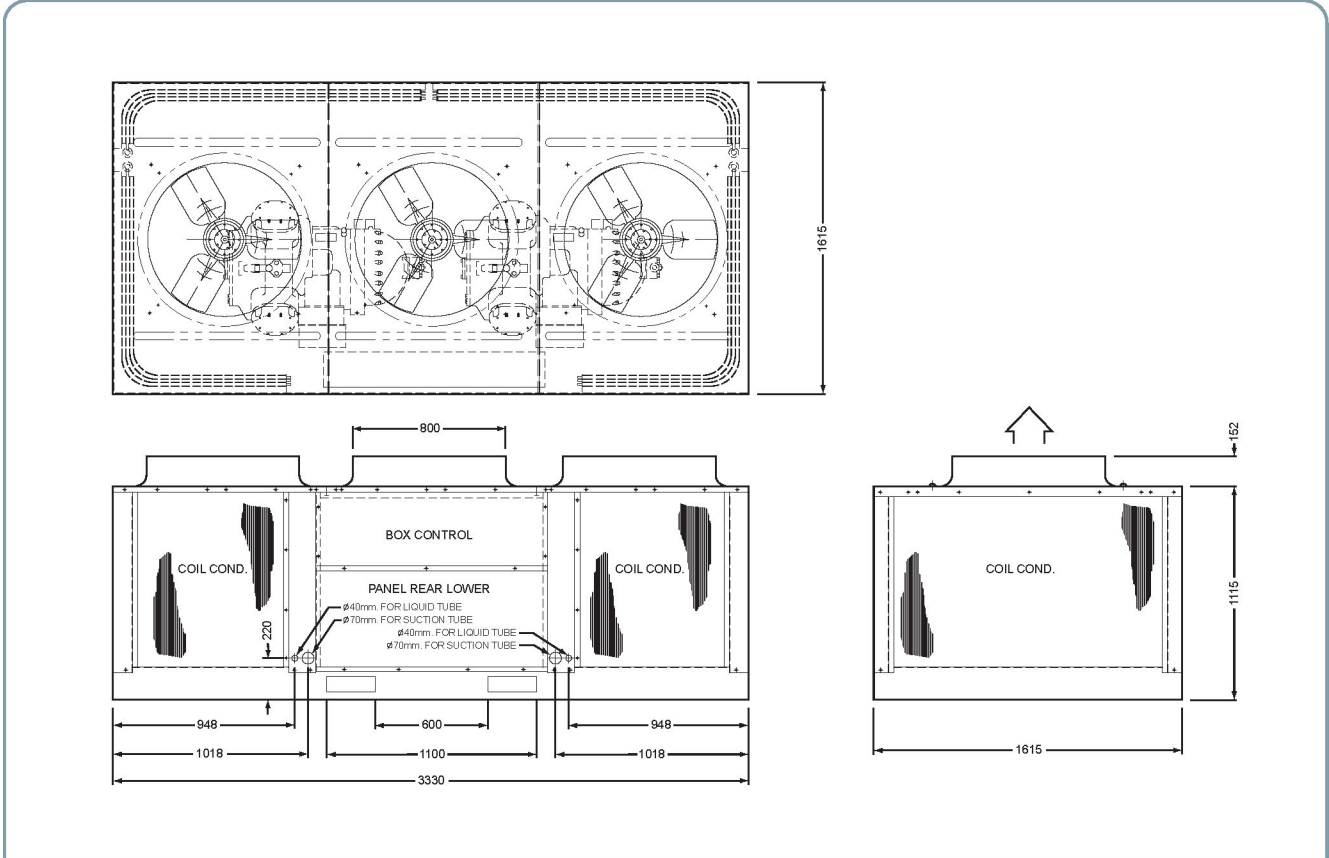 1615
800
152
BOX CONTROL
COIL COND.
COIL COND.
COIL COND.
PANEL REAR LOWER
1115
Ø40mm. FOR LIQUID TUBE
Ø70mm. FOR SUCTION TUBE
220
Ø40mm. FOR LIQUID TUBE
Ø70mm. FOR SUCTION TUBE
948
600
948
1018
1100
1018
1615
3330